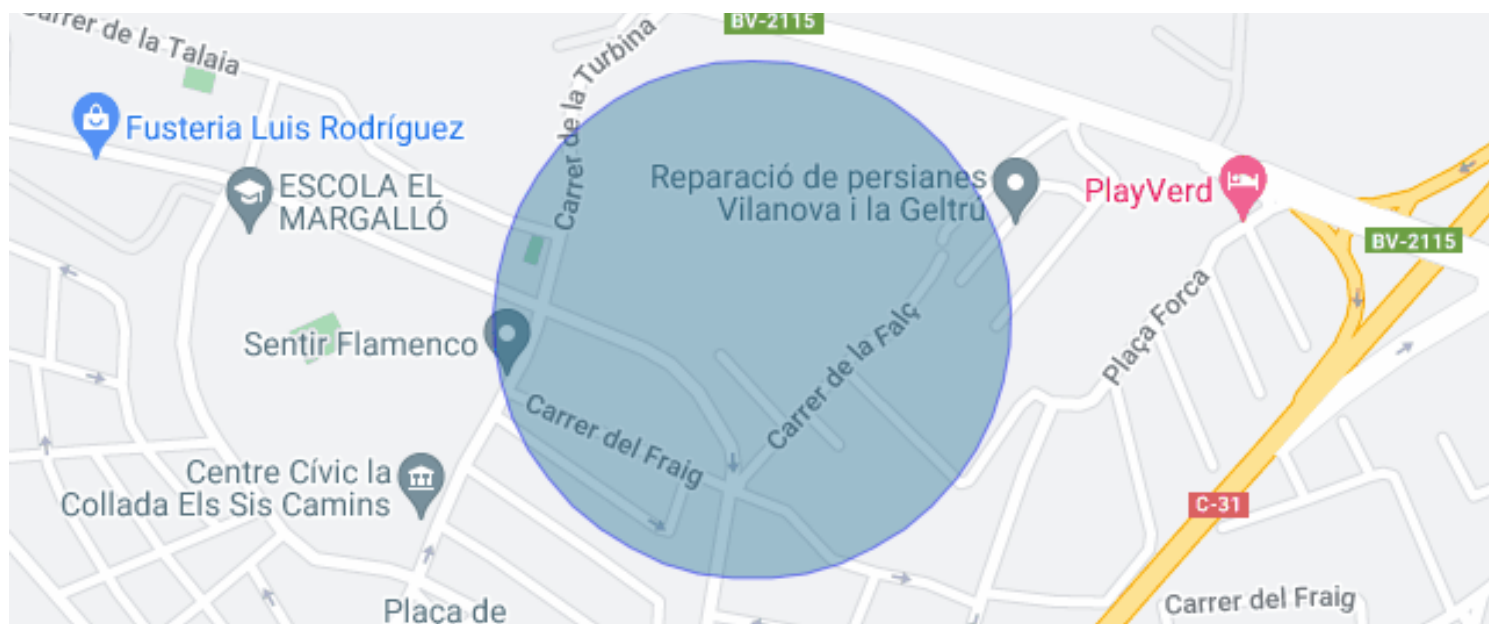 Carrer de la Talaia
BV-2115
Carrer de la Turbina
Fusteria Luis Rodríguez
ESCOLA EL
MARGALLÓ
Reparació de persianes
Vilanova i la Geltrú
PlayVerd
BV-2115
Sentir Flamenco
Carrer de la Falç
Plaça Forca
Carrer del Fraig
Centre Cívic la
Collada Els Sis Camins
C-31
Plaça de
Carrer del Fraig